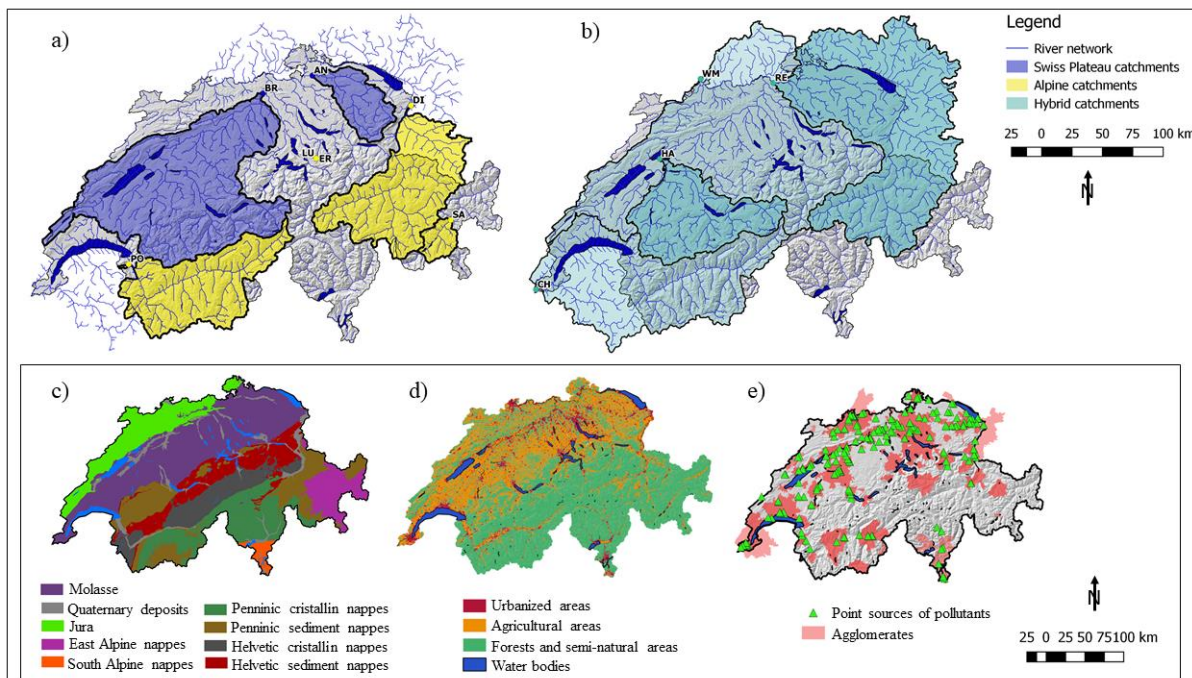 a)
AN
BR
DI
LU
ER
SA
PO
b)
WM
RE
HA
CH
Legend
River network
Swiss Plateau catchments
Alpine catchments
Hybrid catchments
25 0 25 50 75 100 km
N
c)
Molasse
Quaternary deposits
Jura
East Alpine nappes
South Alpine nappes
Penninic cristallin nappes
Penninic sediment nappes
Helvetic cristallin nappes
Helvetic sediment nappes
d)
Urbanized areas
Agricultural areas
Forests and semi-natural areas
Water bodies
e)
Point sources of pollutants
Agglomerates
N
25 0 25 50 75 100 km